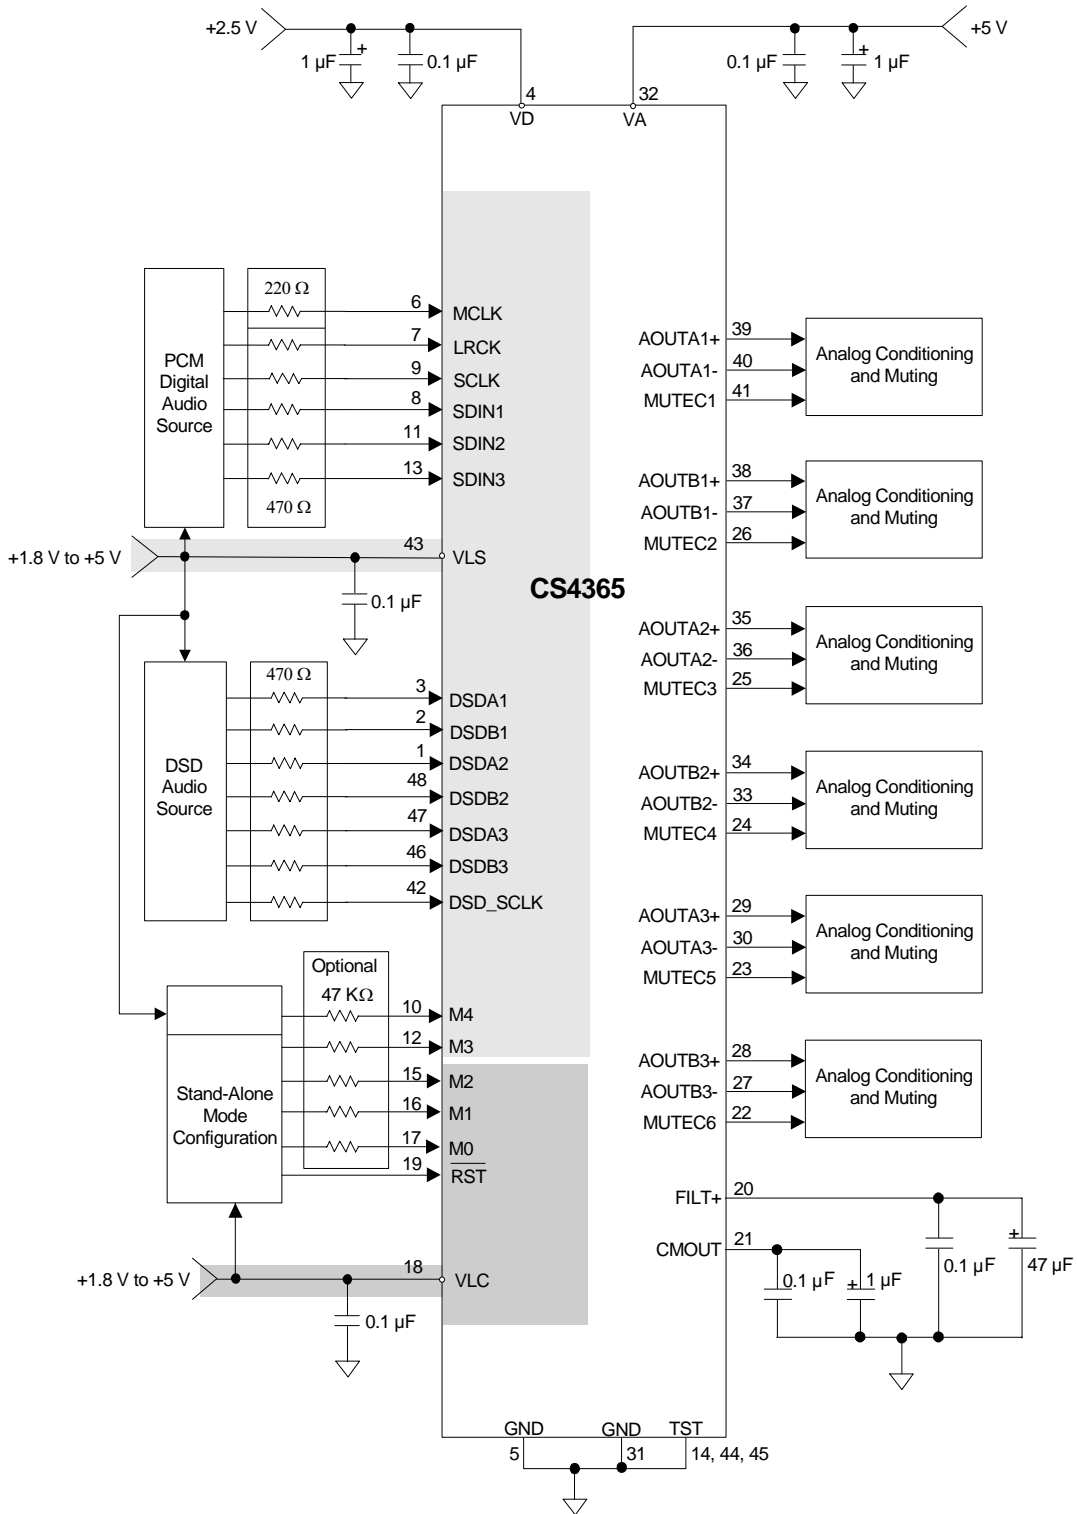 +2.5 V
+5 V
1 µF
+
0.1 µF
0.1 µF
+
1 µF
4
32
VD
VA
220 Ω
PCM
Digital
Audio
Source
470 Ω
6
MCLK
7
LRCK
9
SCLK
8
SDIN1
11
SDIN2
13
SDIN3
+1.8 V to +5 V
43
VLS
0.1 µF
CS4365
470 Ω
DSD
Audio
Source
3
DSDA1
2
DSDB1
1
DSDA2
48
DSDB2
47
DSDA3
46
DSDB3
42
DSD_SCLK
Optional
47 KΩ
Stand-Alone
Mode
Configuration
10
M4
12
M3
15
M2
16
M1
17
M0
19
RST
+1.8 V to +5 V
18
VLC
0.1 µF
AOUTA1+
39
AOUTA1-
40
MUTEC1
41
Analog Conditioning
and Muting
AOUTB1+
38
AOUTB1-
37
MUTEC2
26
Analog Conditioning
and Muting
AOUTA2+
35
AOUTA2-
36
MUTEC3
25
Analog Conditioning
and Muting
AOUTB2+
34
AOUTB2-
33
MUTEC4
24
Analog Conditioning
and Muting
AOUTA3+
29
AOUTA3-
30
MUTEC5
23
Analog Conditioning
and Muting
AOUTB3+
28
AOUTB3-
27
MUTEC6
22
Analog Conditioning
and Muting
FILT+
20
CMOUT
21
0.1 µF
+
1 µF
0.1 µF
+
47 µF
GND
GND
TST
5
31
14, 44, 45